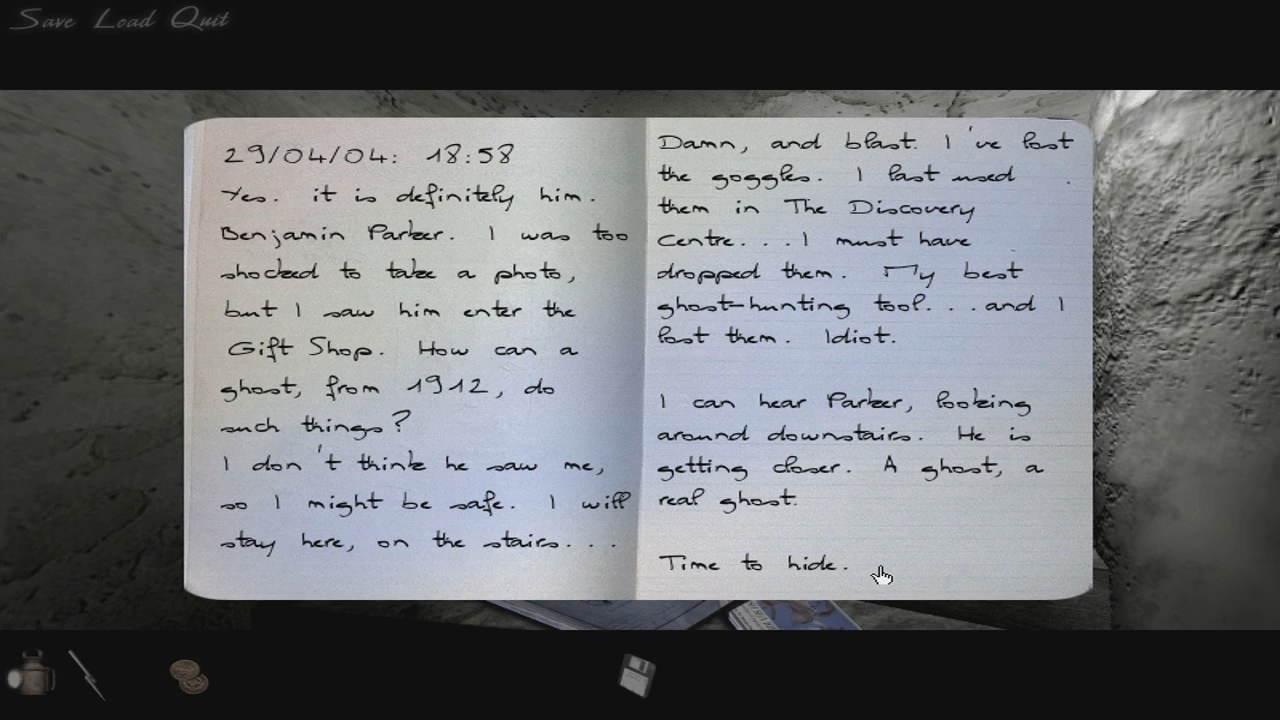 Save Load Quit
29/04/04: 18:58
Yes. it is definitely him.
Benjamin Parker. I was too
shocked to take a photo,
but I saw him enter the
Gift Shop. How can a
ghost, from 1912, do
such things?
I don't think he saw me,
so I might be safe. I will
stay here, on the stairs...
Damn, and blast. I've lost
the goggles. I last used
them in The Discovery
Centre...I must have
dropped them. My best
ghost-hunting tool...and I
lost them. Idiot.
I can hear Parker, looking
around downstairs. He is
getting closer. A ghost, a
real ghost.
Time to hide.